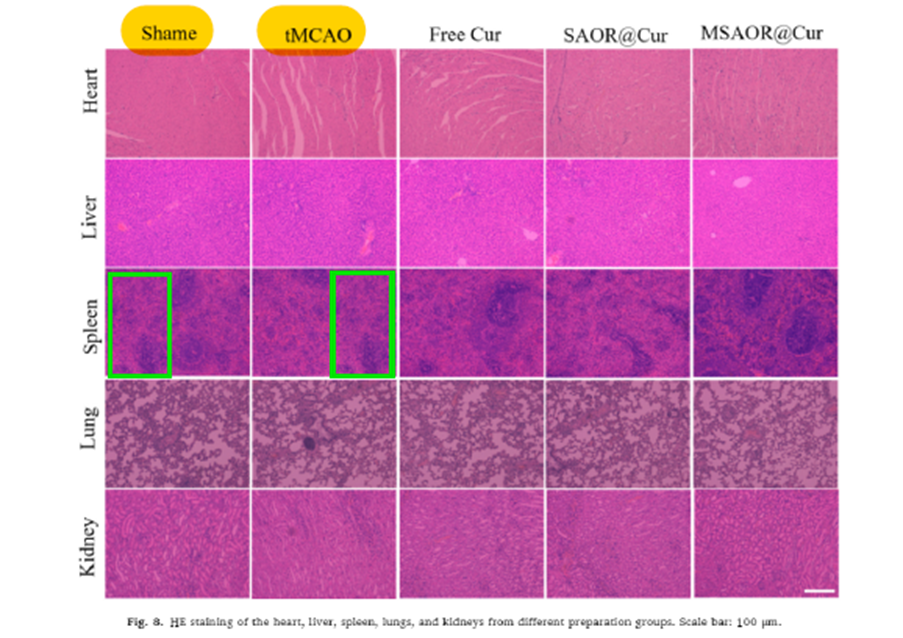 Shame tMCAO Free Cur SAOR@Cur MSAOR@Cur
Heart
Liver
Spleen
Lung
Kidney
Fig. 8. HE staining of the heart, liver, spleen, lungs, and kidneys from different preparation groups. Scale bar: 100 μm.